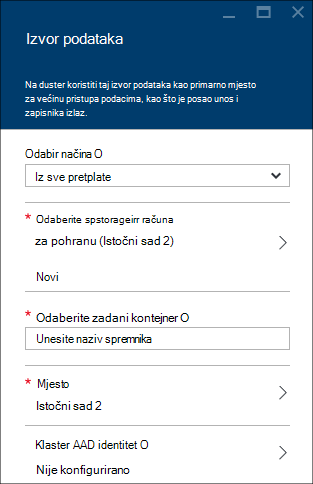 Izvor podataka
Na duster koristiti taj izvor podataka kao primarno mjesto
za većinu pristupa podacima, kao što je posao unos i
zapisnika izlaz.
Odabir načina O
Iz sve pretplate
* Odaberite spstorageirr računa
za pohranu (Istočni sad 2)
Novi
* Odaberite zadani kontejner O
Unesite naziv spremnika
* Mjesto
Istočni sad 2
Klaster AAD identitet O
Nije konfigurirano